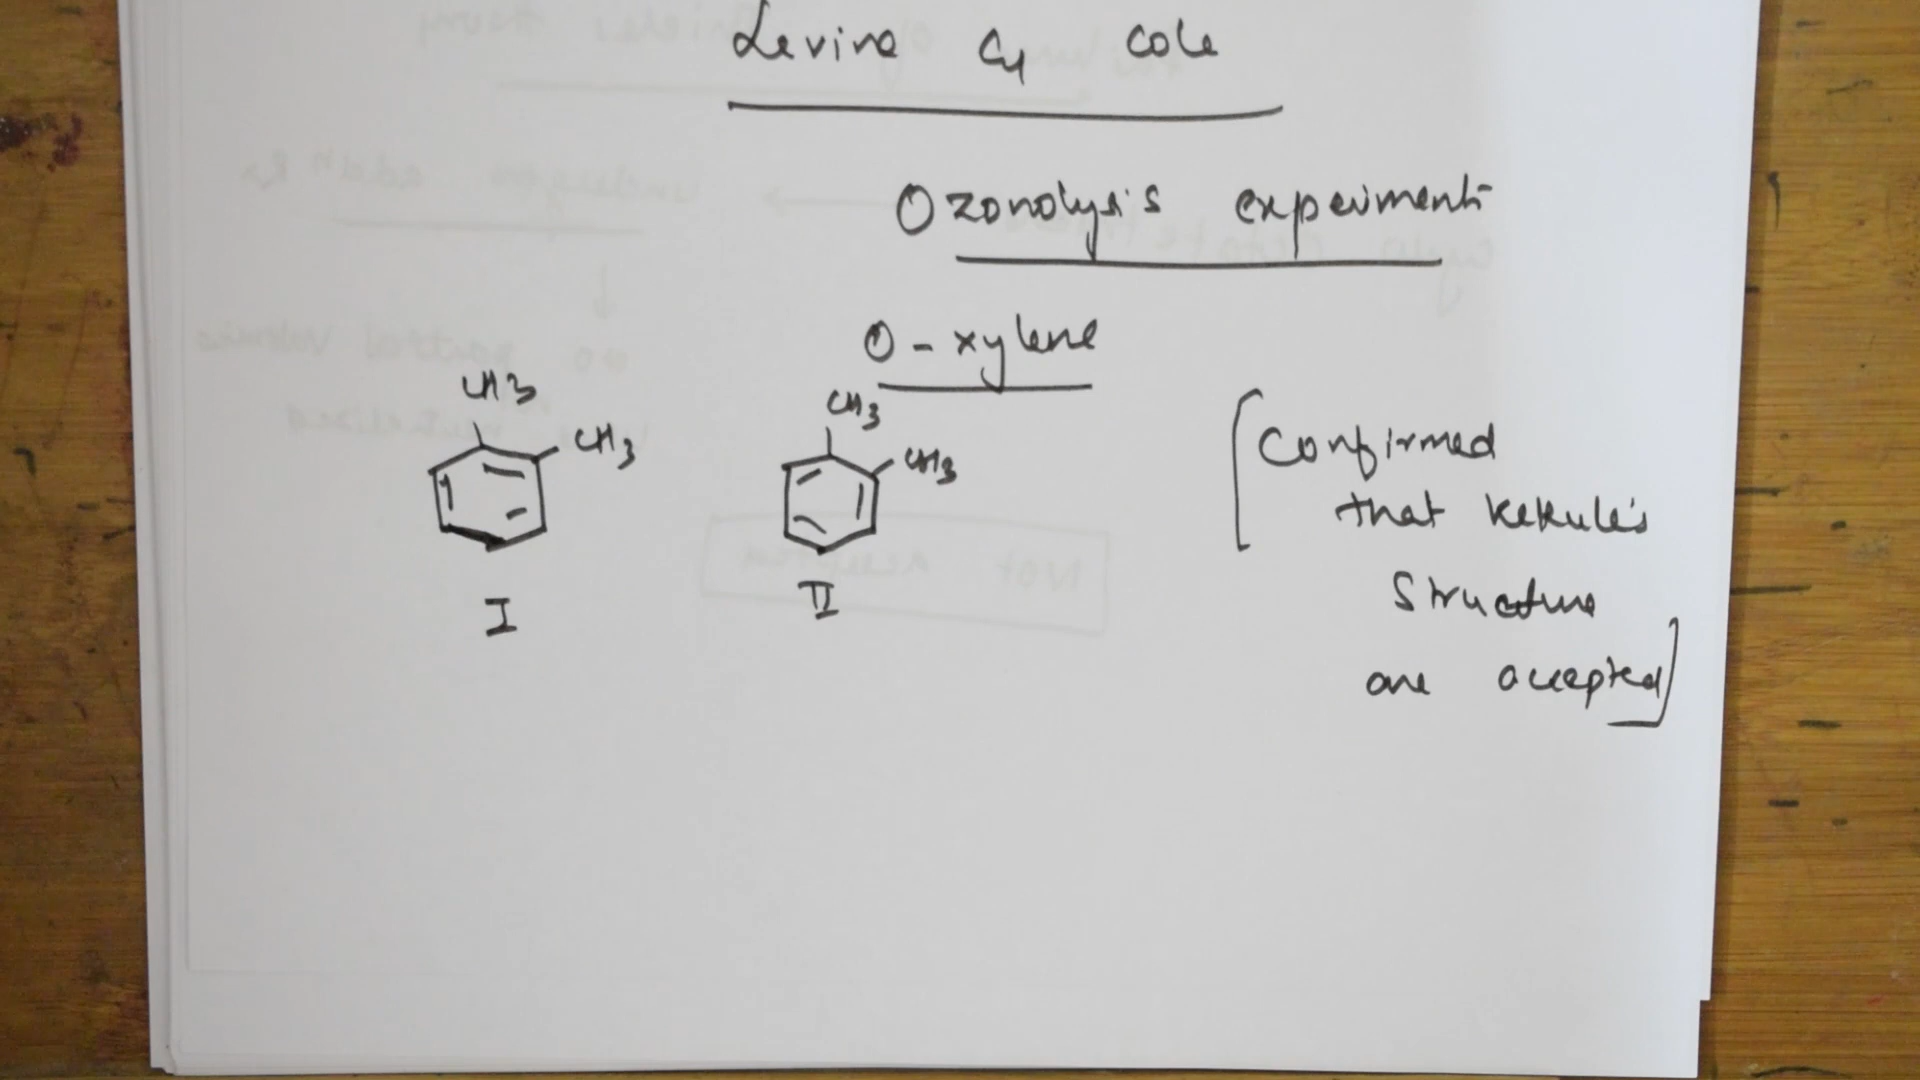 Levine & Cole
Ozonolysis experiment
O - xylene
CH3
CH3
I
CH3
CH3
II
Confirmed
that Kekule's
Structure
are accepted